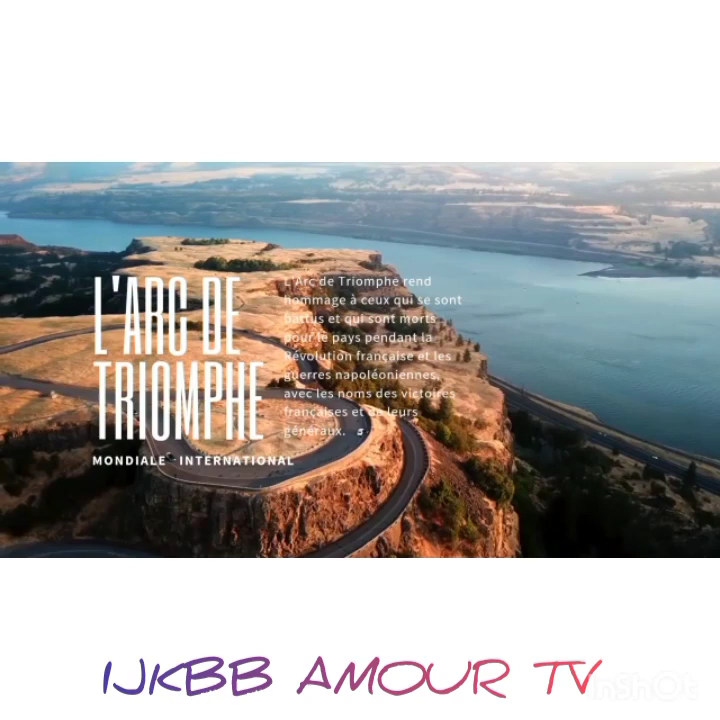 L'ARC DE
TRIOMPHE
MONDIALE INTERNATIONAL
L'Arc de Triomphe rend
hommage à ceux qui se sont
battus et qui sont morts
pour le pays pendant la
Révolution française et les
guerres napoléoniennes,
avec les noms des victoires
françaises et de leurs
généraux.
IJKBB AMOUR TV
InShOt